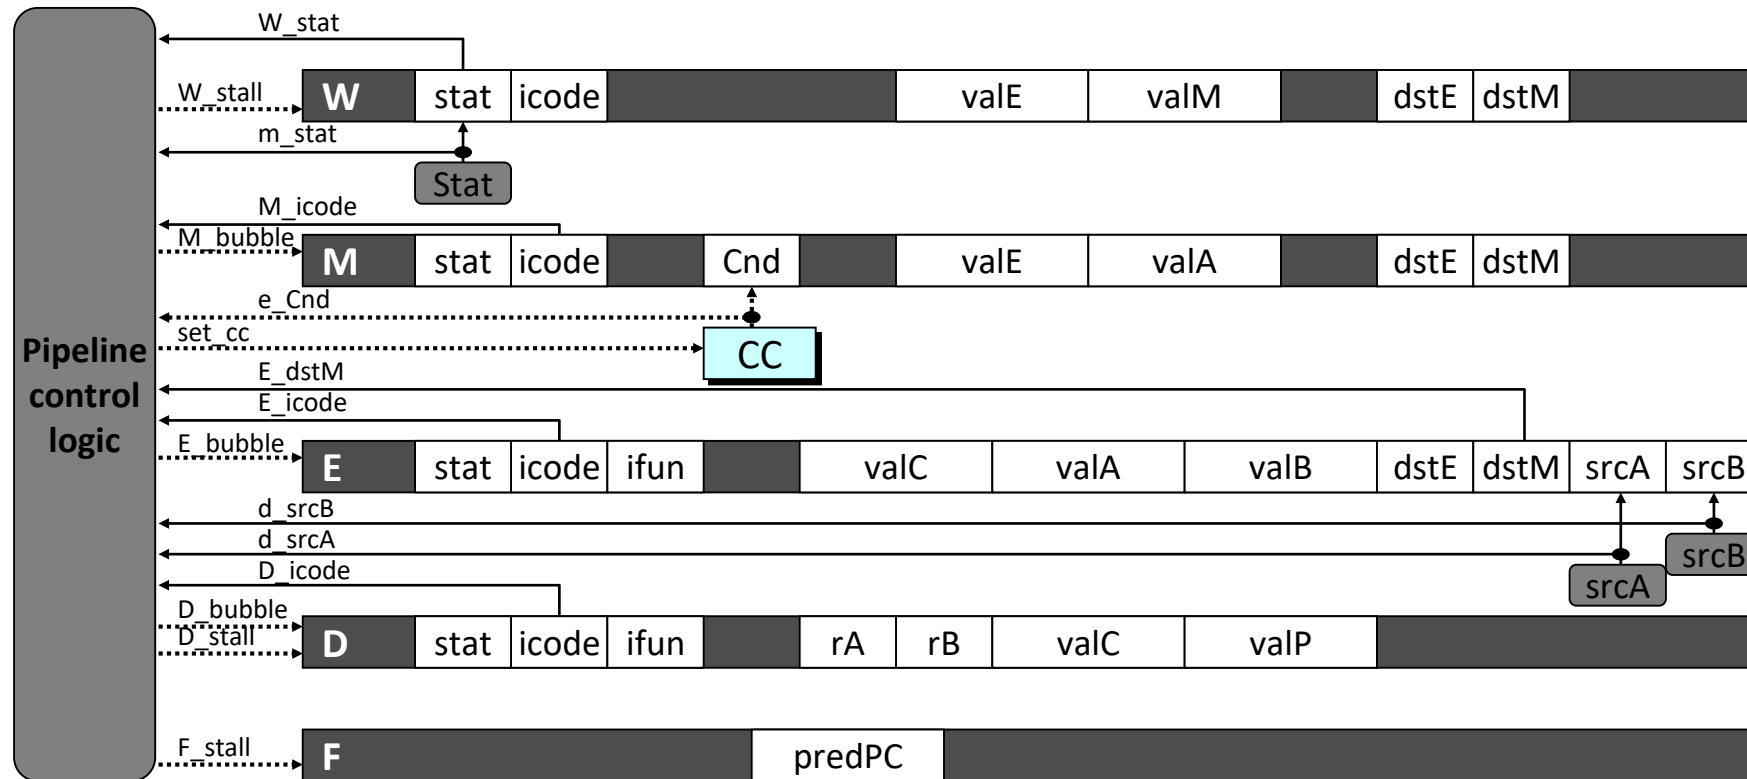 W_stat
W_stall
W stat icode valE valM dstE dstM
m_stat
Stat
M_icode
M_bubble
M stat icode Cnd valE valA dstE dstM
e_Cnd
set_cc
CC
Pipeline
control
logic
E_dstM
E_icode
E_bubble
E stat icode ifun valC valA valB dstE dstM srcA srcB
d_srcB
d_srcA
srcB
D_icode
srcA
D_bubble
D_stall
D stat icode ifun rA rB valC valP
F_stall
F predPC